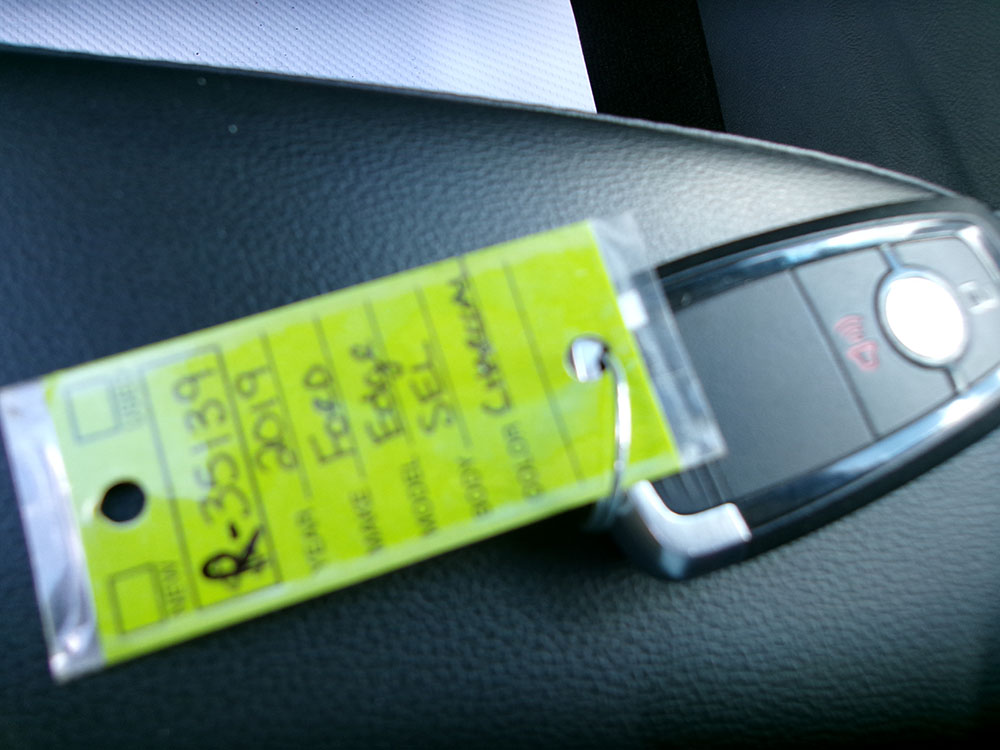 NEW USED
R-35139
YEAR 2019
MAKE FORD
MODEL Edge
BODY SEL
COLOR